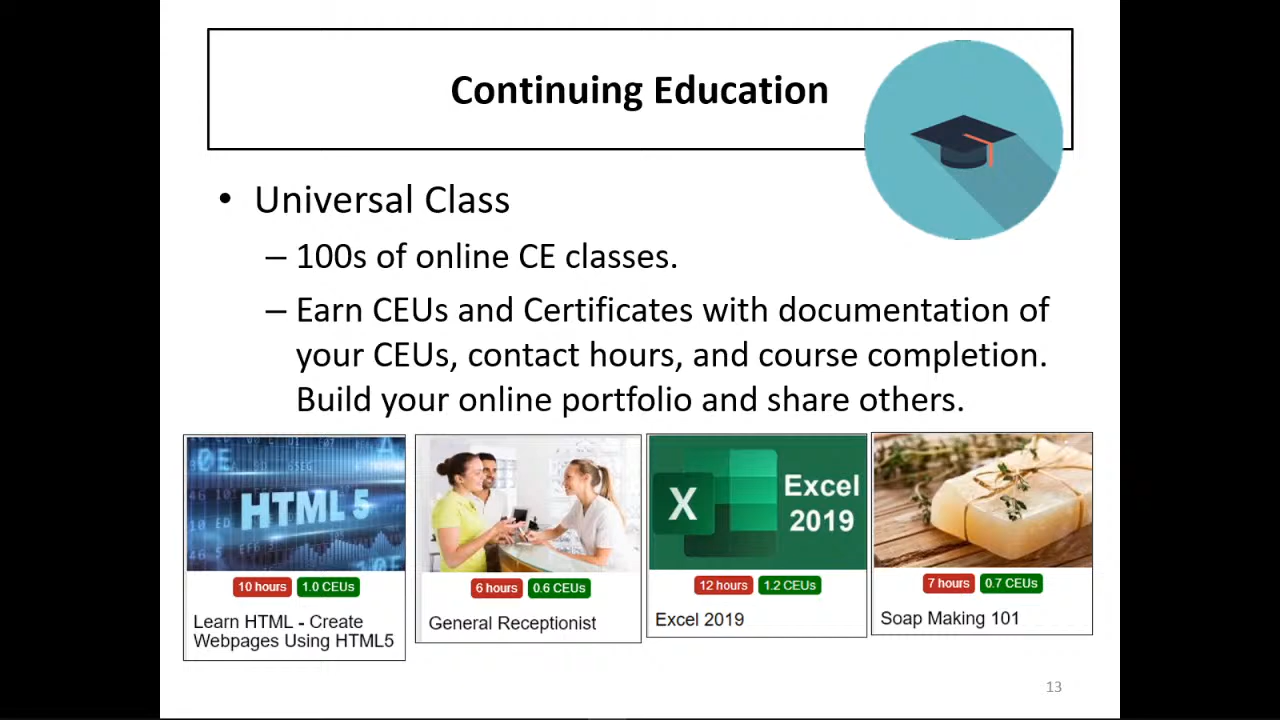 Continuing Education
• Universal Class
– 100s of online CE classes.
– Earn CEUs and Certificates with documentation of
your CEUs, contact hours, and course completion.
Build your online portfolio and share others.
HTML 5
10 hours 1.0 CEUs
Learn HTML - Create
Webpages Using HTML5
6 hours 0.6 CEUs
General Receptionist
X
Excel
2019
12 hours 1.2 CEUs
Excel 2019
7 hours 0.7 CEUs
Soap Making 101
13